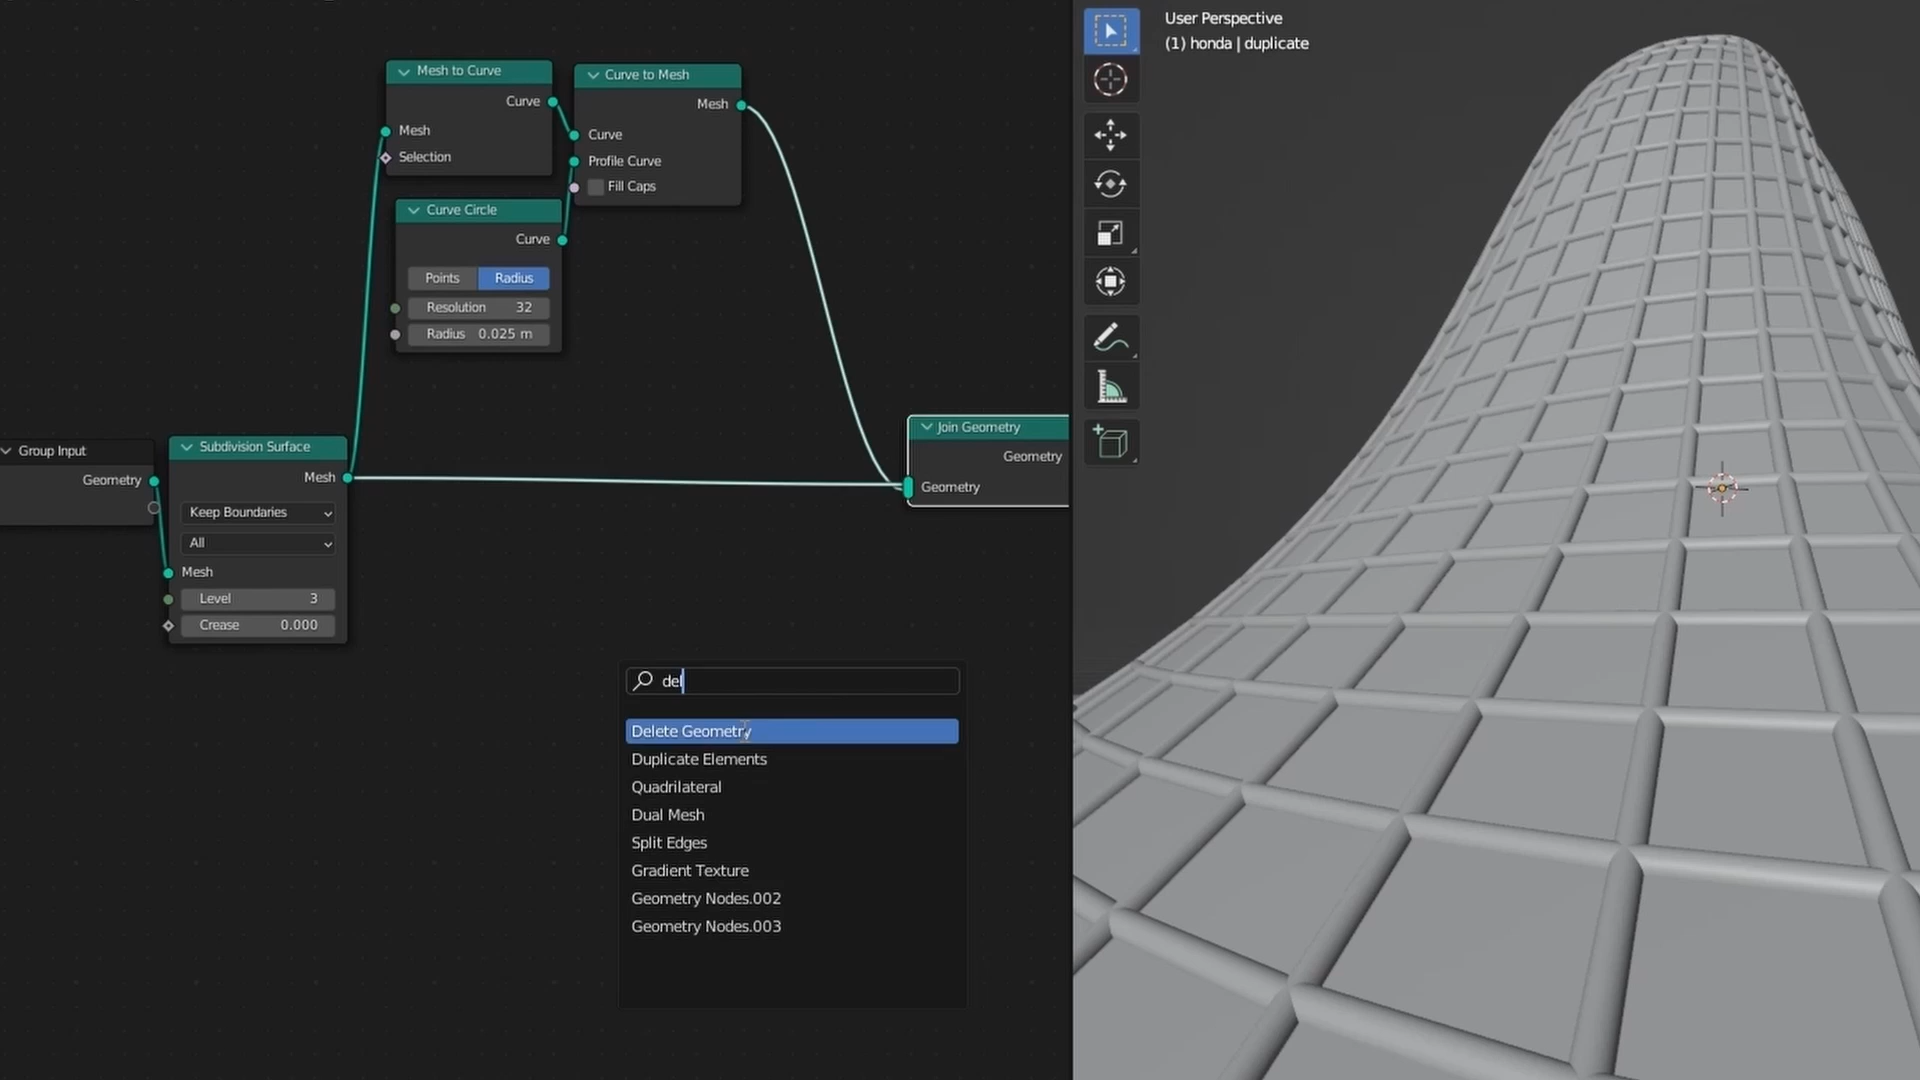 Mesh to Curve
Curve
Mesh
Selection
Curve to Mesh
Mesh
Curve
Profile Curve
Fill Caps
Curve Circle
Curve
Points Radius
Resolution 32
Radius 0.025 m
Group Input
Geometry
Subdivision Surface
Mesh
Keep Boundaries
All
Mesh
Level 3
Crease 0.000
Join Geometry
Geometry
Geometry
del
Delete Geometry
Duplicate Elements
Quadrilateral
Dual Mesh
Split Edges
Gradient Texture
Geometry Nodes.002
Geometry Nodes.003
User Perspective
(1) honda | duplicate